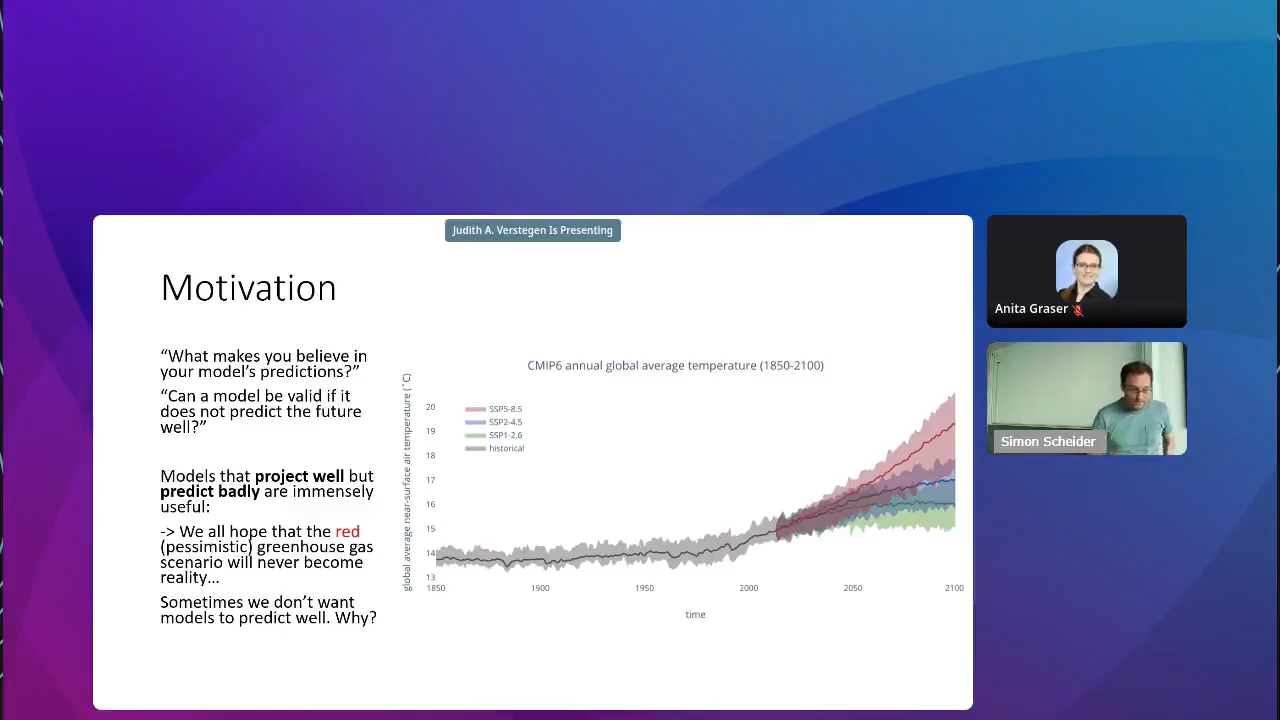 Judith A. Verstegen Is Presenting
Motivation
“What makes you believe in
your model’s predictions?”
“Can a model be valid if it
does not predict the future
well?”
Models that project well but
predict badly are immensely
useful:
-> We all hope that the red
(pessimistic) greenhouse gas
scenario will never become
reality…
Sometimes we don’t want
models to predict well. Why?
CMIP6 annual global average temperature (1850-2100)
global average near-surface air temperature (˚C)
20
19
18
17
16
15
14
13
SSP5-8.5
SSP2-4.5
SSP1-2.6
historical
1850
1900
1950
2000
2050
2100
time
Anita Graser
Simon Scheider